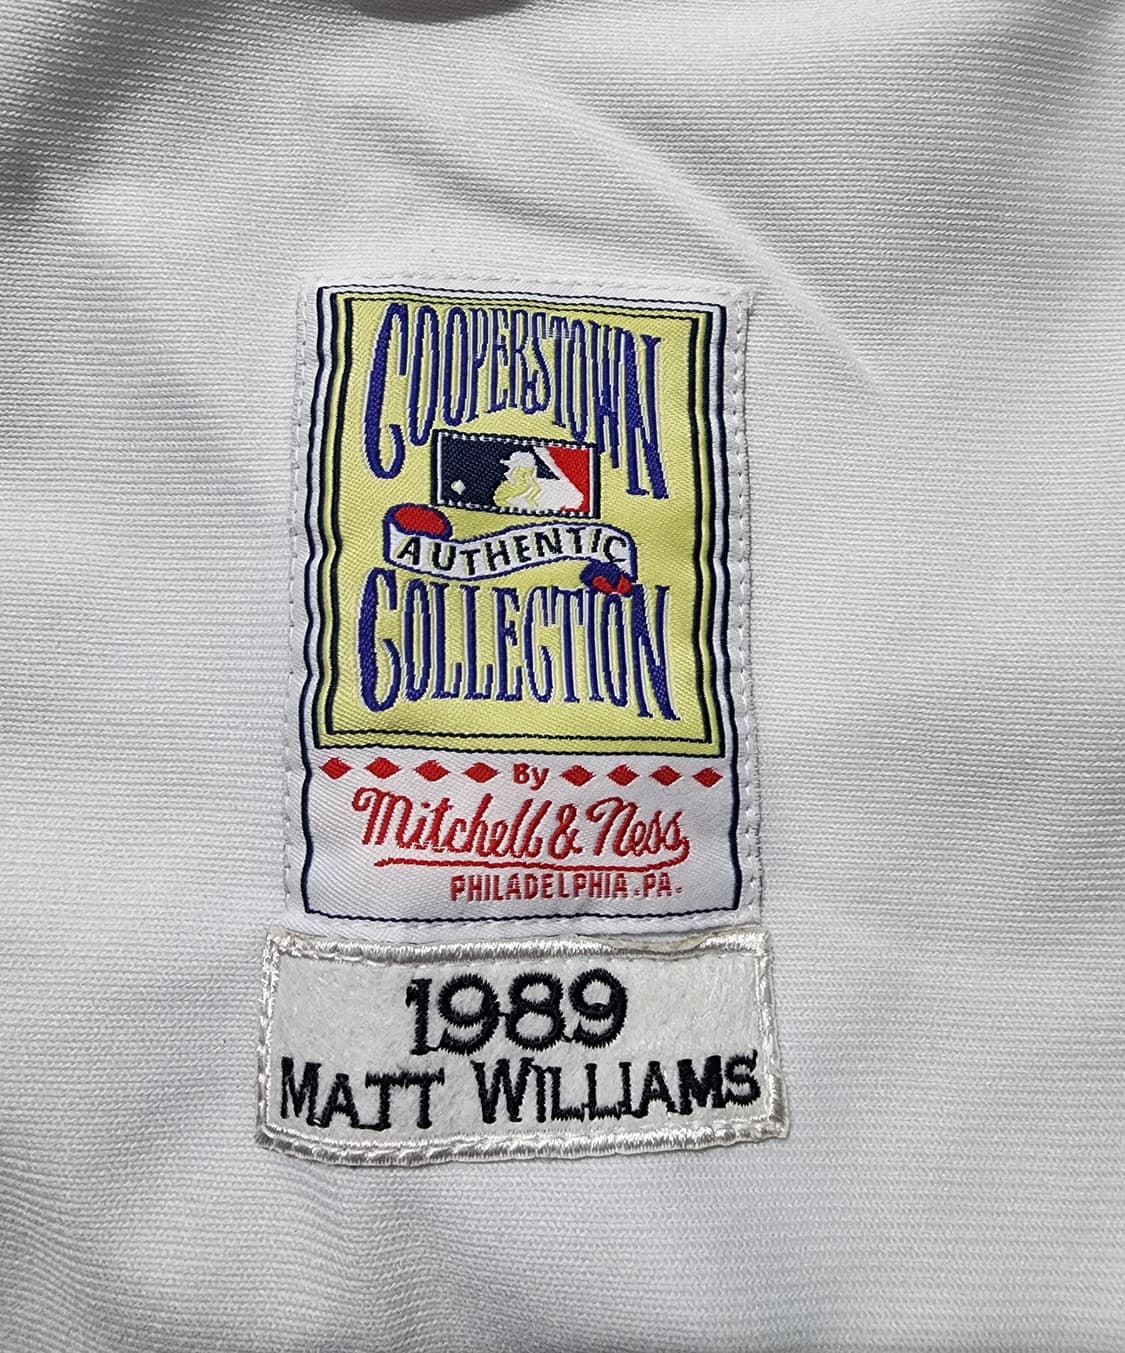 COOPERSTOWN
AUTHENTIC
COLLECTION
By
Mitchell & Ness
PHILADELPHIA.PA.
1989
MATT WILLIAMS